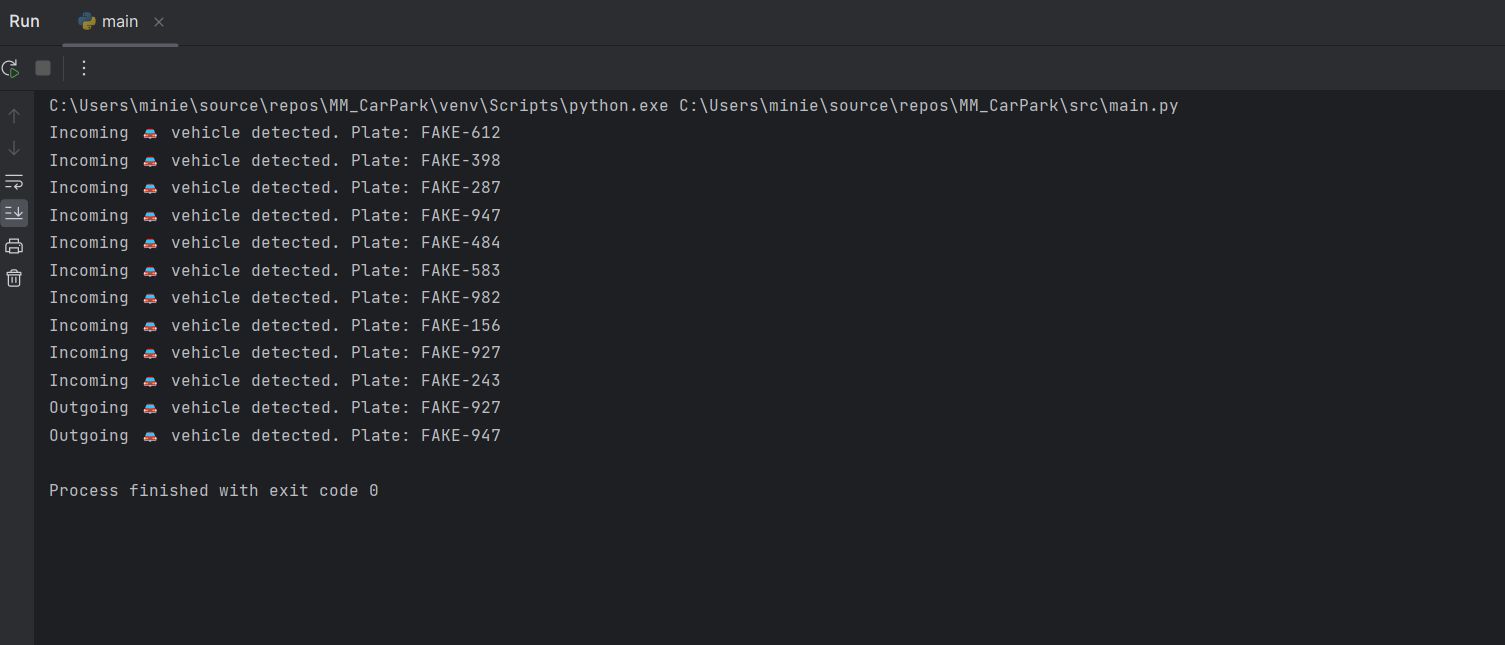 Run main
C:\Users\minie\source\repos\MM_CarPark\venv\Scripts\python.exe C:\Users\minie\source\repos\MM_CarPark\src\main.py
Incoming 🚘 vehicle detected. Plate: FAKE-612
Incoming 🚘 vehicle detected. Plate: FAKE-398
Incoming 🚘 vehicle detected. Plate: FAKE-287
Incoming 🚘 vehicle detected. Plate: FAKE-947
Incoming 🚘 vehicle detected. Plate: FAKE-484
Incoming 🚘 vehicle detected. Plate: FAKE-583
Incoming 🚘 vehicle detected. Plate: FAKE-982
Incoming 🚘 vehicle detected. Plate: FAKE-156
Incoming 🚘 vehicle detected. Plate: FAKE-927
Incoming 🚘 vehicle detected. Plate: FAKE-243
Outgoing 🚘 vehicle detected. Plate: FAKE-927
Outgoing 🚘 vehicle detected. Plate: FAKE-947
Process finished with exit code 0